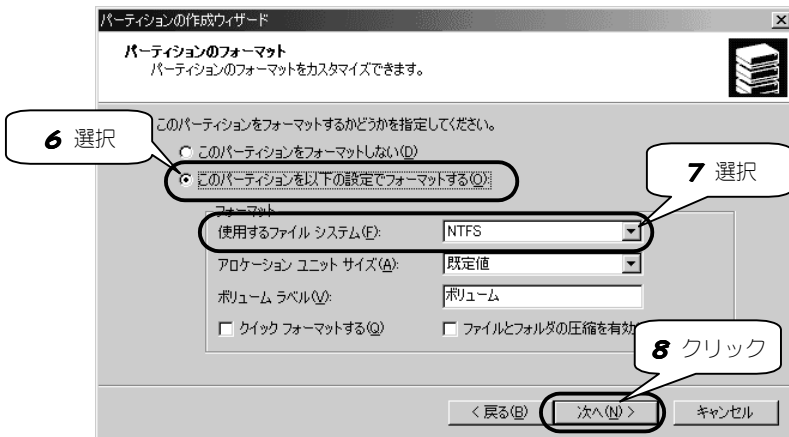 パーティションの作成ウィザード
パーティションのフォーマット
パーティションのフォーマットをカスタマイズできます。
このパーティションをフォーマットするかどうかを指定してください。
6 選択
このパーティションをフォーマットしない(D)
このパーティションを以下の設定でフォーマットする(O):
7 選択
フォーマット
使用するファイル システム(F):
NTFS
アロケーション ユニット サイズ(A):
既定値
ボリューム ラベル(V):
ボリューム
クイック フォーマットする(Q)
ファイルとフォルダの圧縮を有効
8 クリック
< 戻る(B)
次へ(N) >
キャンセル